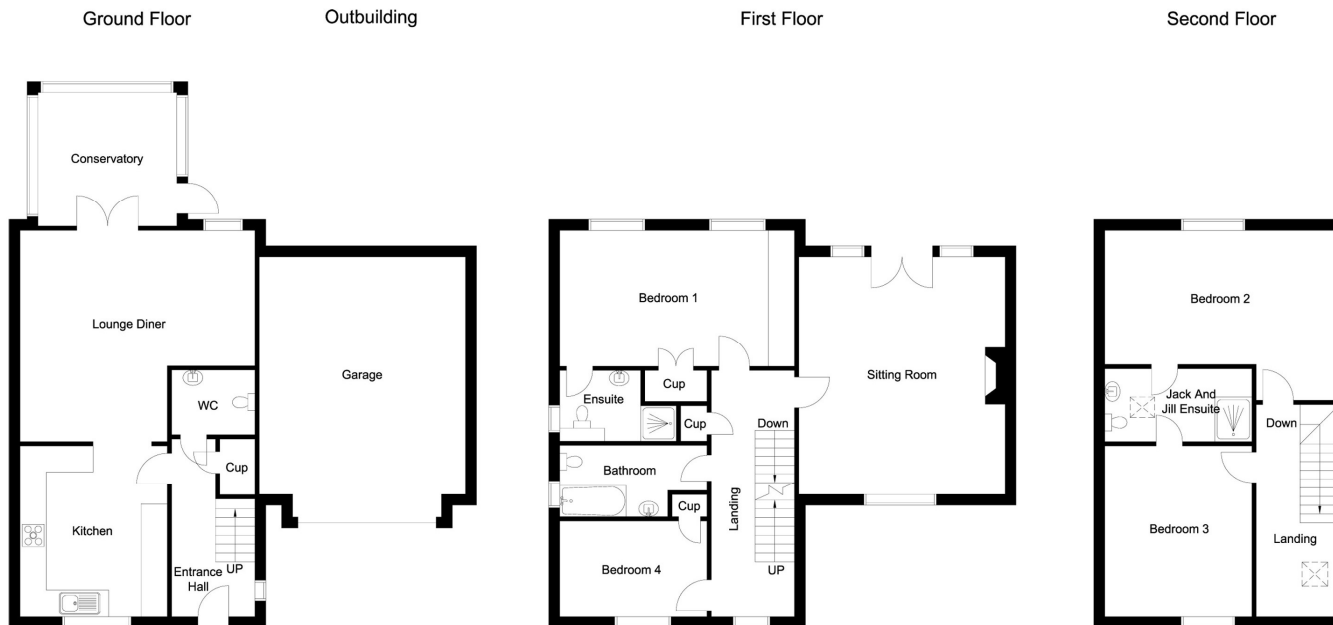 Ground Floor
Outbuilding
First Floor
Second Floor
Conservatory
Lounge Diner
WC
Cup
Kitchen
Entrance
Hall
UP
Garage
Bedroom 1
Cup
Ensuite
Cup
Bathroom
Cup
Bedroom 4
Landing
Down
UP
Sitting Room
Bedroom 2
Jack And
Jill Ensuite
Down
Bedroom 3
Landing